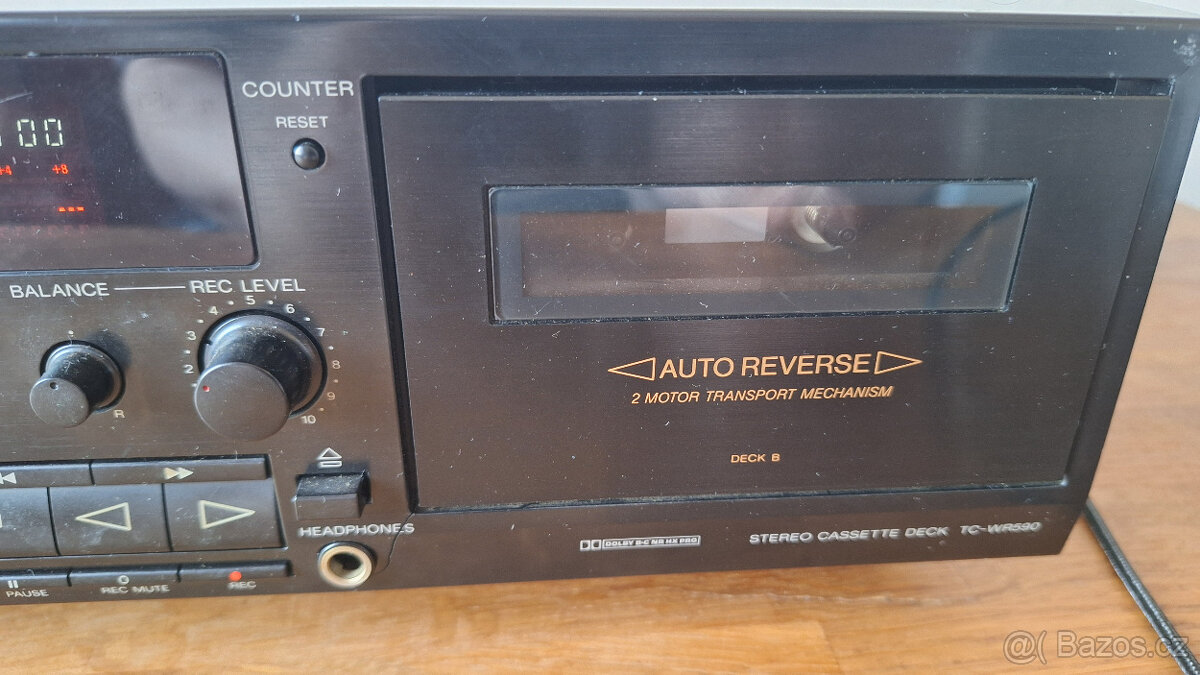 COUNTER
RESET
00
+4 +8
BALANCE REC LEVEL
2 3 4 5 6 7 8 9 10
R
AUTO REVERSE
2 MOTOR TRANSPORT MECHANISM
DECK B
HEADPHONES
DOLBY B-C NR HX PRO
STEREO CASSETTE DECK TC-WR590
PAUSE REC MUTE REC
Bazos.cz